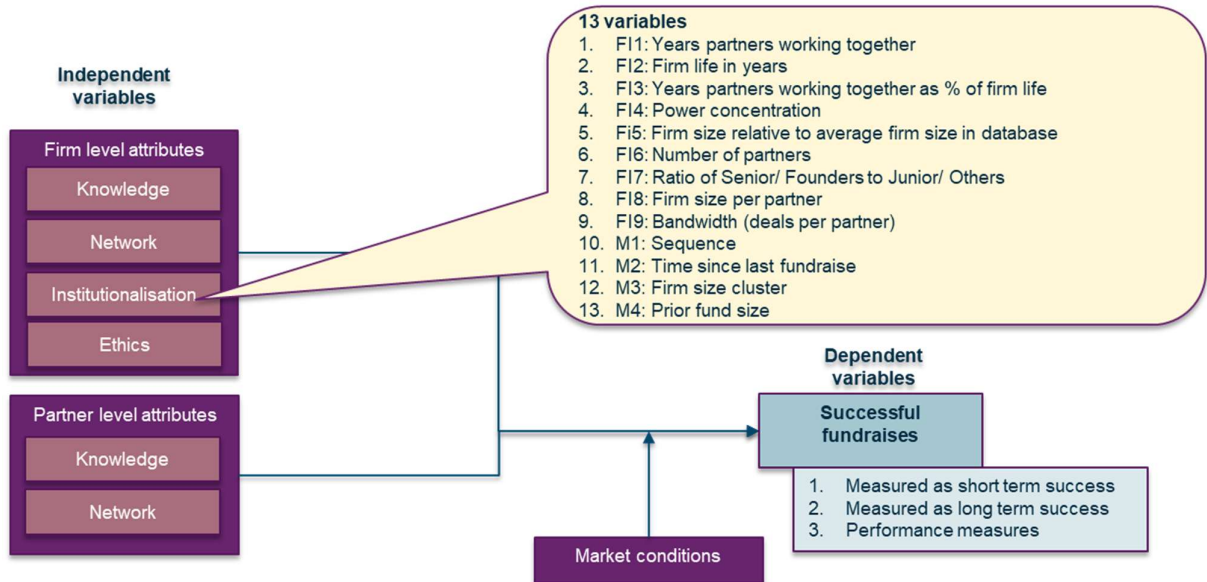 Independent
variables
Firm level attributes
Knowledge
Network
Institutionalisation
Ethics
Partner level attributes
Knowledge
Network
13 variables
1. FI1: Years partners working together
2. FI2: Firm life in years
3. FI3: Years partners working together as % of firm life
4. FI4: Power concentration
5. Fi5: Firm size relative to average firm size in database
6. FI6: Number of partners
7. FI7: Ratio of Senior/ Founders to Junior/ Others
8. FI8: Firm size per partner
9. FI9: Bandwidth (deals per partner)
10. M1: Sequence
11. M2: Time since last fundraise
12. M3: Firm size cluster
13. M4: Prior fund size
Dependent
variables
Successful
fundraises
1. Measured as short term success
2. Measured as long term success
3. Performance measures
Market conditions